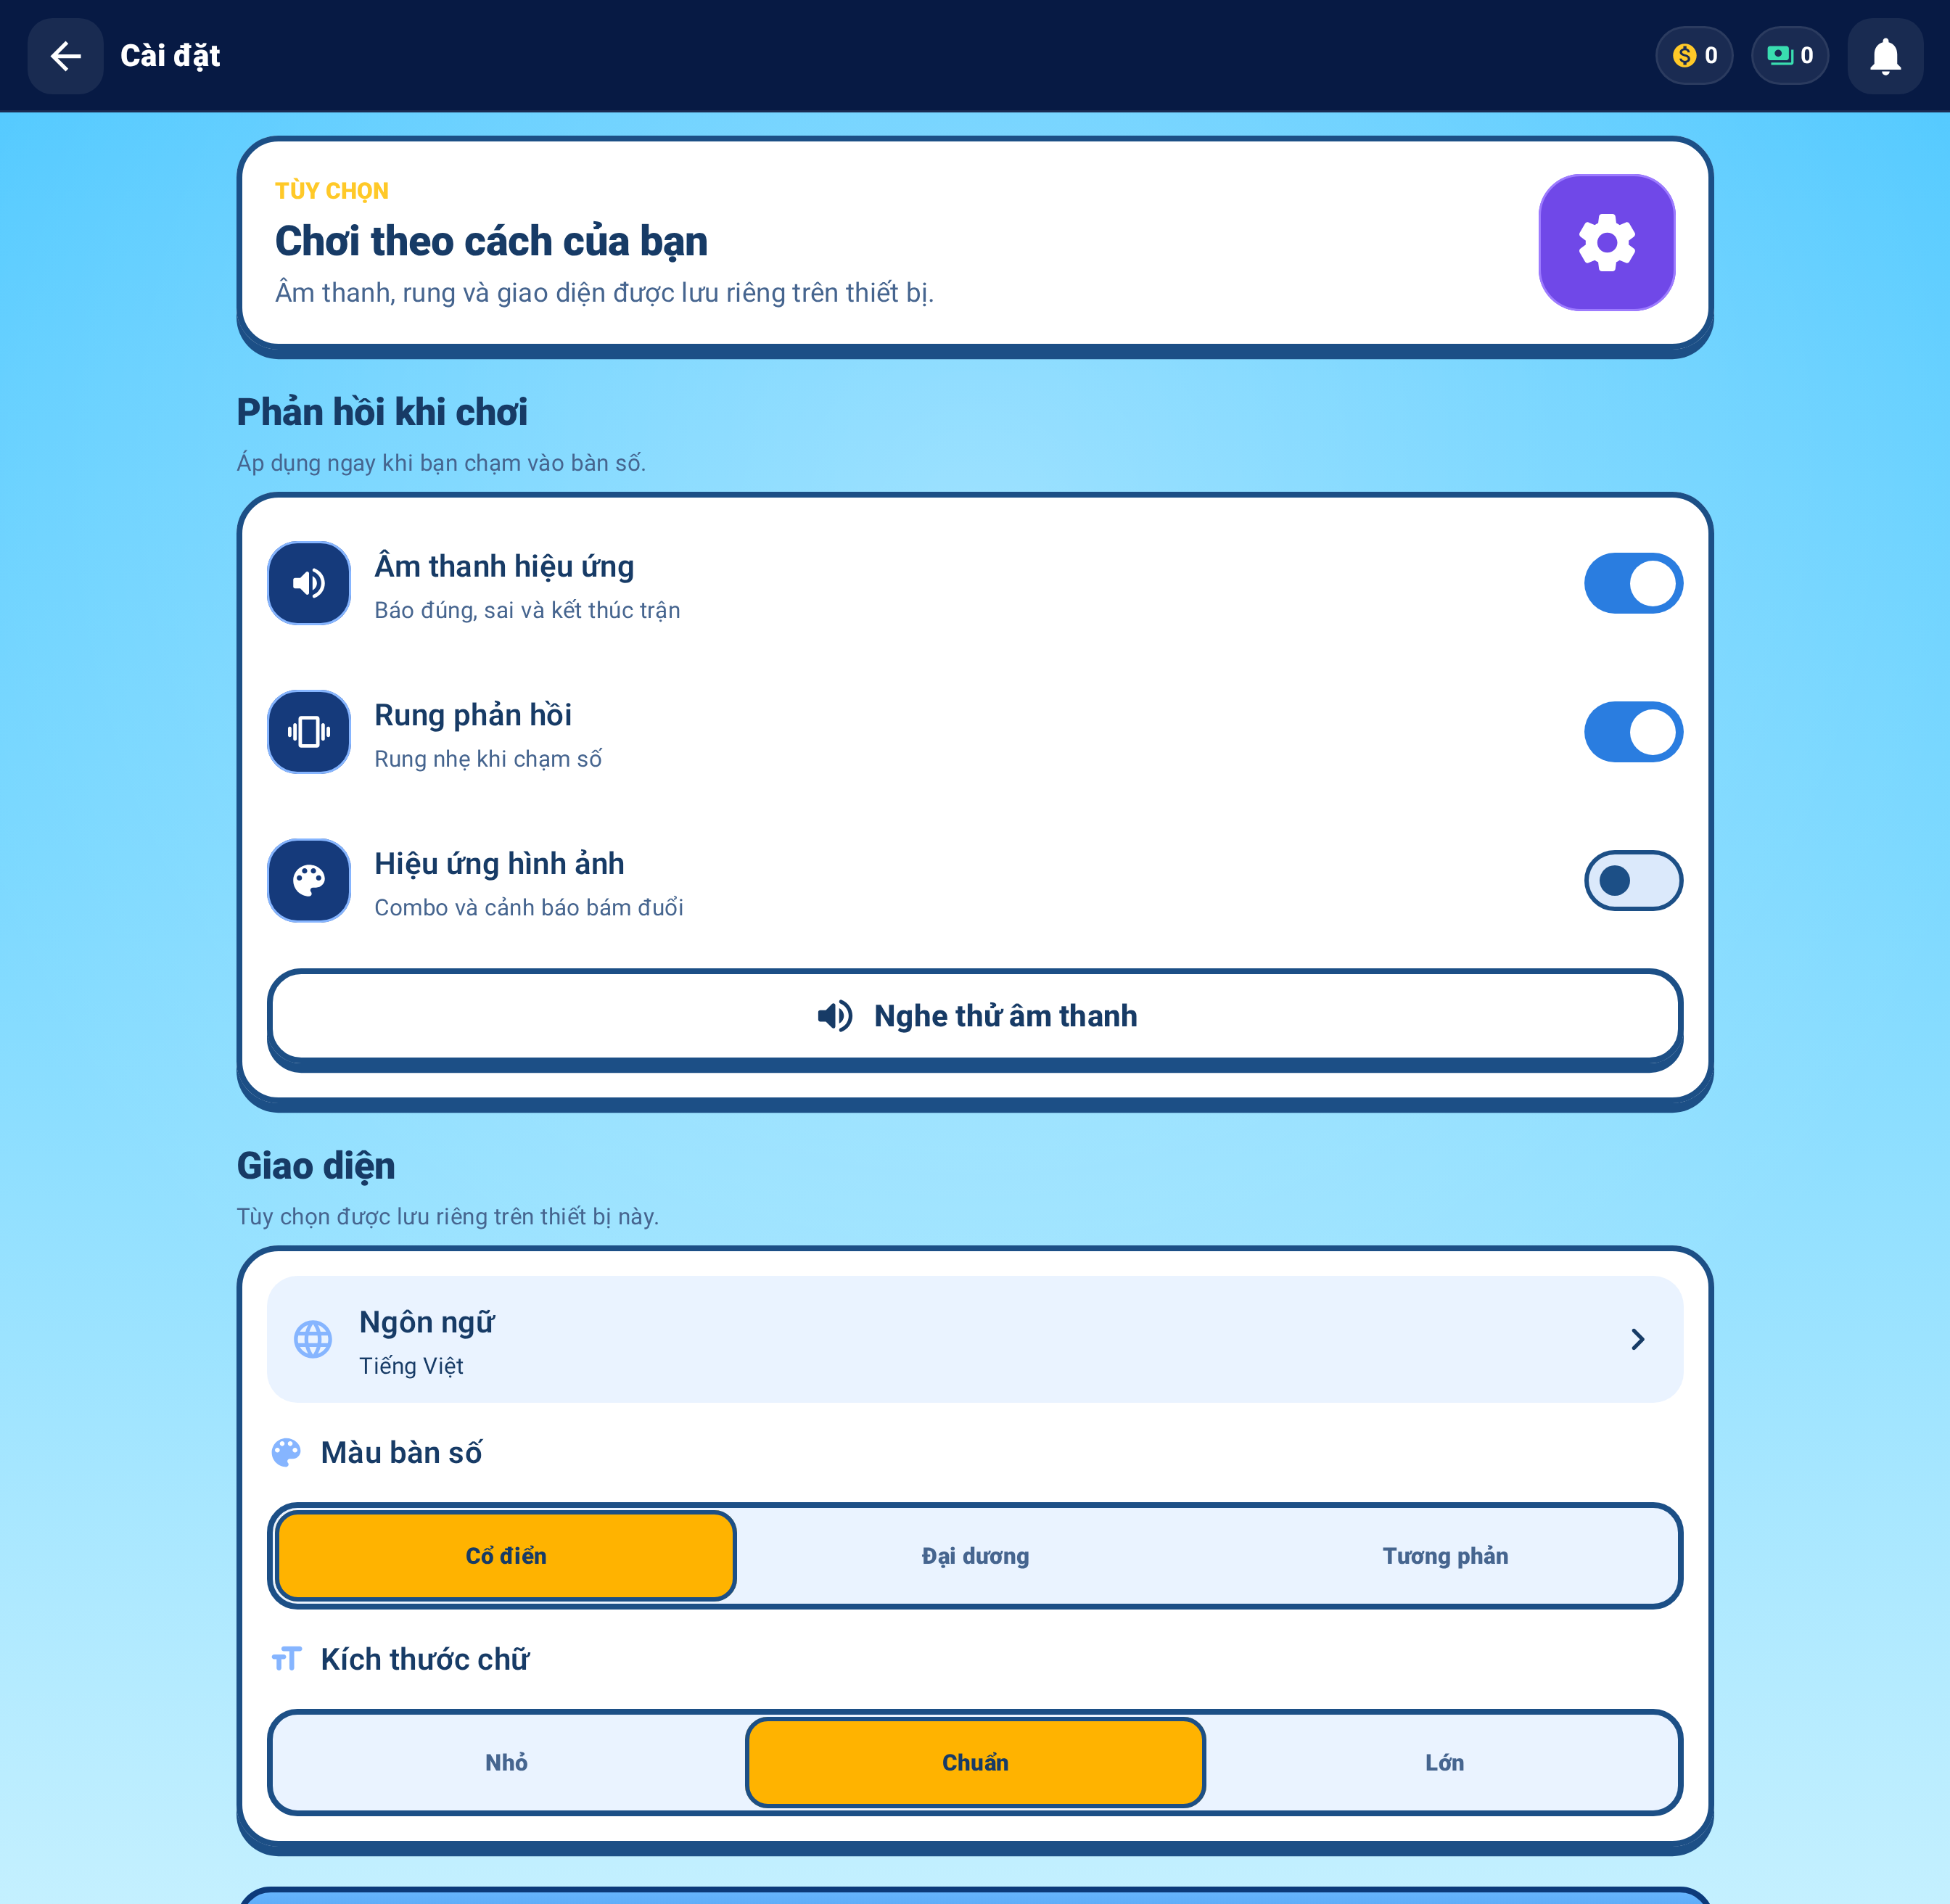 Cài đặt
0
0
TÙY CHỌN
Chơi theo cách của bạn
Âm thanh, rung và giao diện được lưu riêng trên thiết bị.
Phản hồi khi chơi
Áp dụng ngay khi bạn chạm vào bàn số.
Âm thanh hiệu ứng
Báo đúng, sai và kết thúc trận
Rung phản hồi
Rung nhẹ khi chạm số
Hiệu ứng hình ảnh
Combo và cảnh báo bám đuổi
Nghe thử âm thanh
Giao diện
Tùy chọn được lưu riêng trên thiết bị này.
Ngôn ngữ
Tiếng Việt
Màu bàn số
Cổ điển
Đại dương
Tương phản
Kích thước chữ
Nhỏ
Chuẩn
Lớn